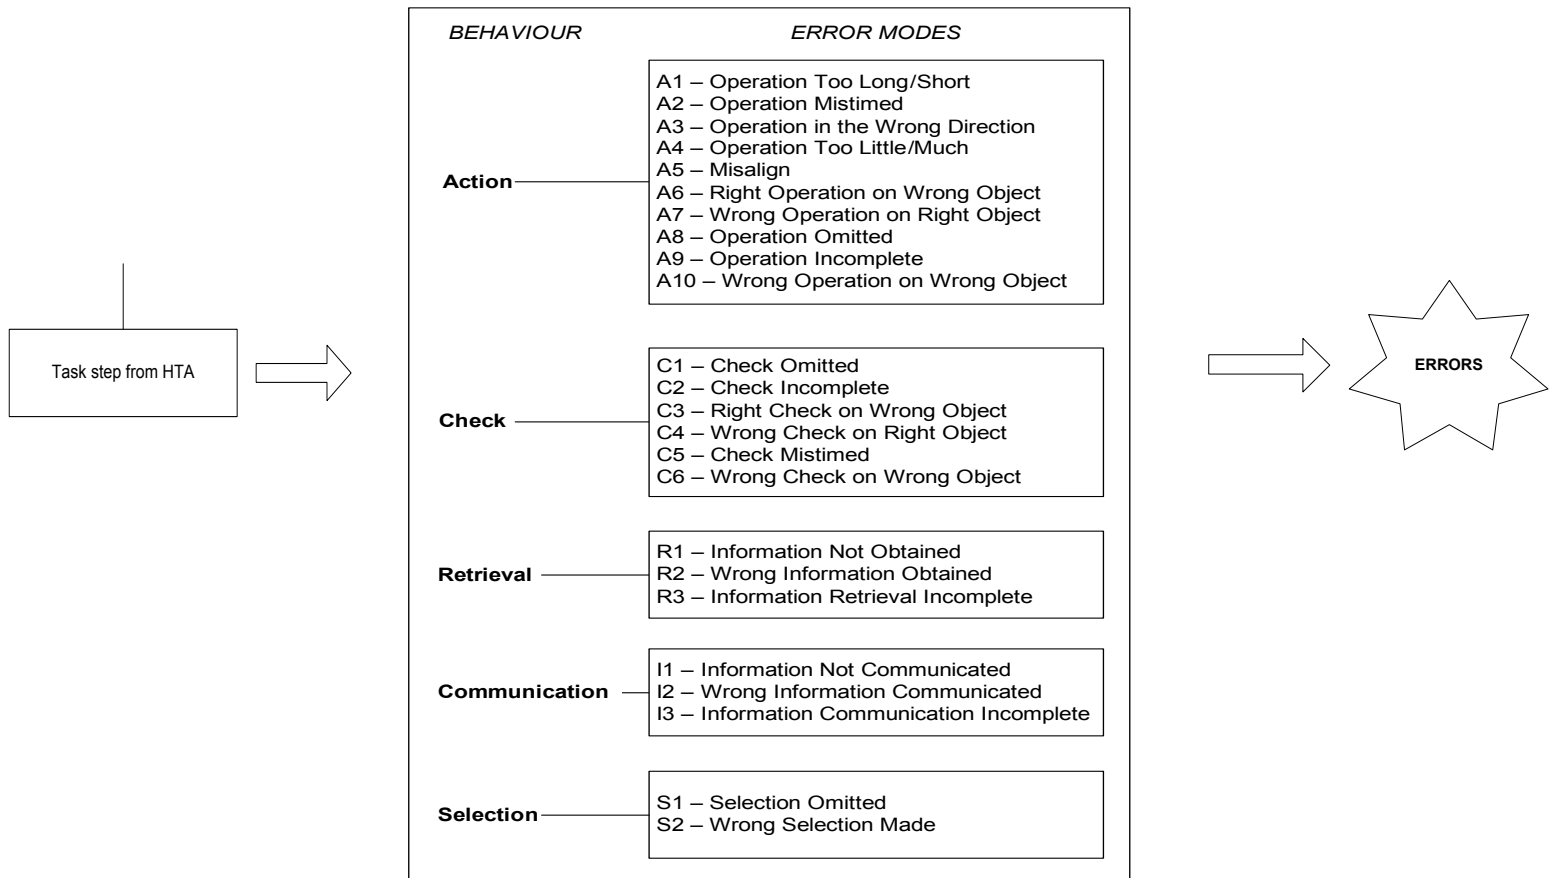 BEHAVIOUR
ERROR MODES
Task step from HTA
Action
A1 – Operation Too Long/Short
A2 – Operation Mistimed
A3 – Operation in the Wrong Direction
A4 – Operation Too Little/Much
A5 – Misalign
A6 – Right Operation on Wrong Object
A7 – Wrong Operation on Right Object
A8 – Operation Omitted
A9 – Operation Incomplete
A10 – Wrong Operation on Wrong Object
Check
C1 – Check Omitted
C2 – Check Incomplete
C3 – Right Check on Wrong Object
C4 – Wrong Check on Right Object
C5 – Check Mistimed
C6 – Wrong Check on Wrong Object
Retrieval
R1 – Information Not Obtained
R2 – Wrong Information Obtained
R3 – Information Retrieval Incomplete
Communication
I1 – Information Not Communicated
I2 – Wrong Information Communicated
I3 – Information Communication Incomplete
Selection
S1 – Selection Omitted
S2 – Wrong Selection Made
ERRORS